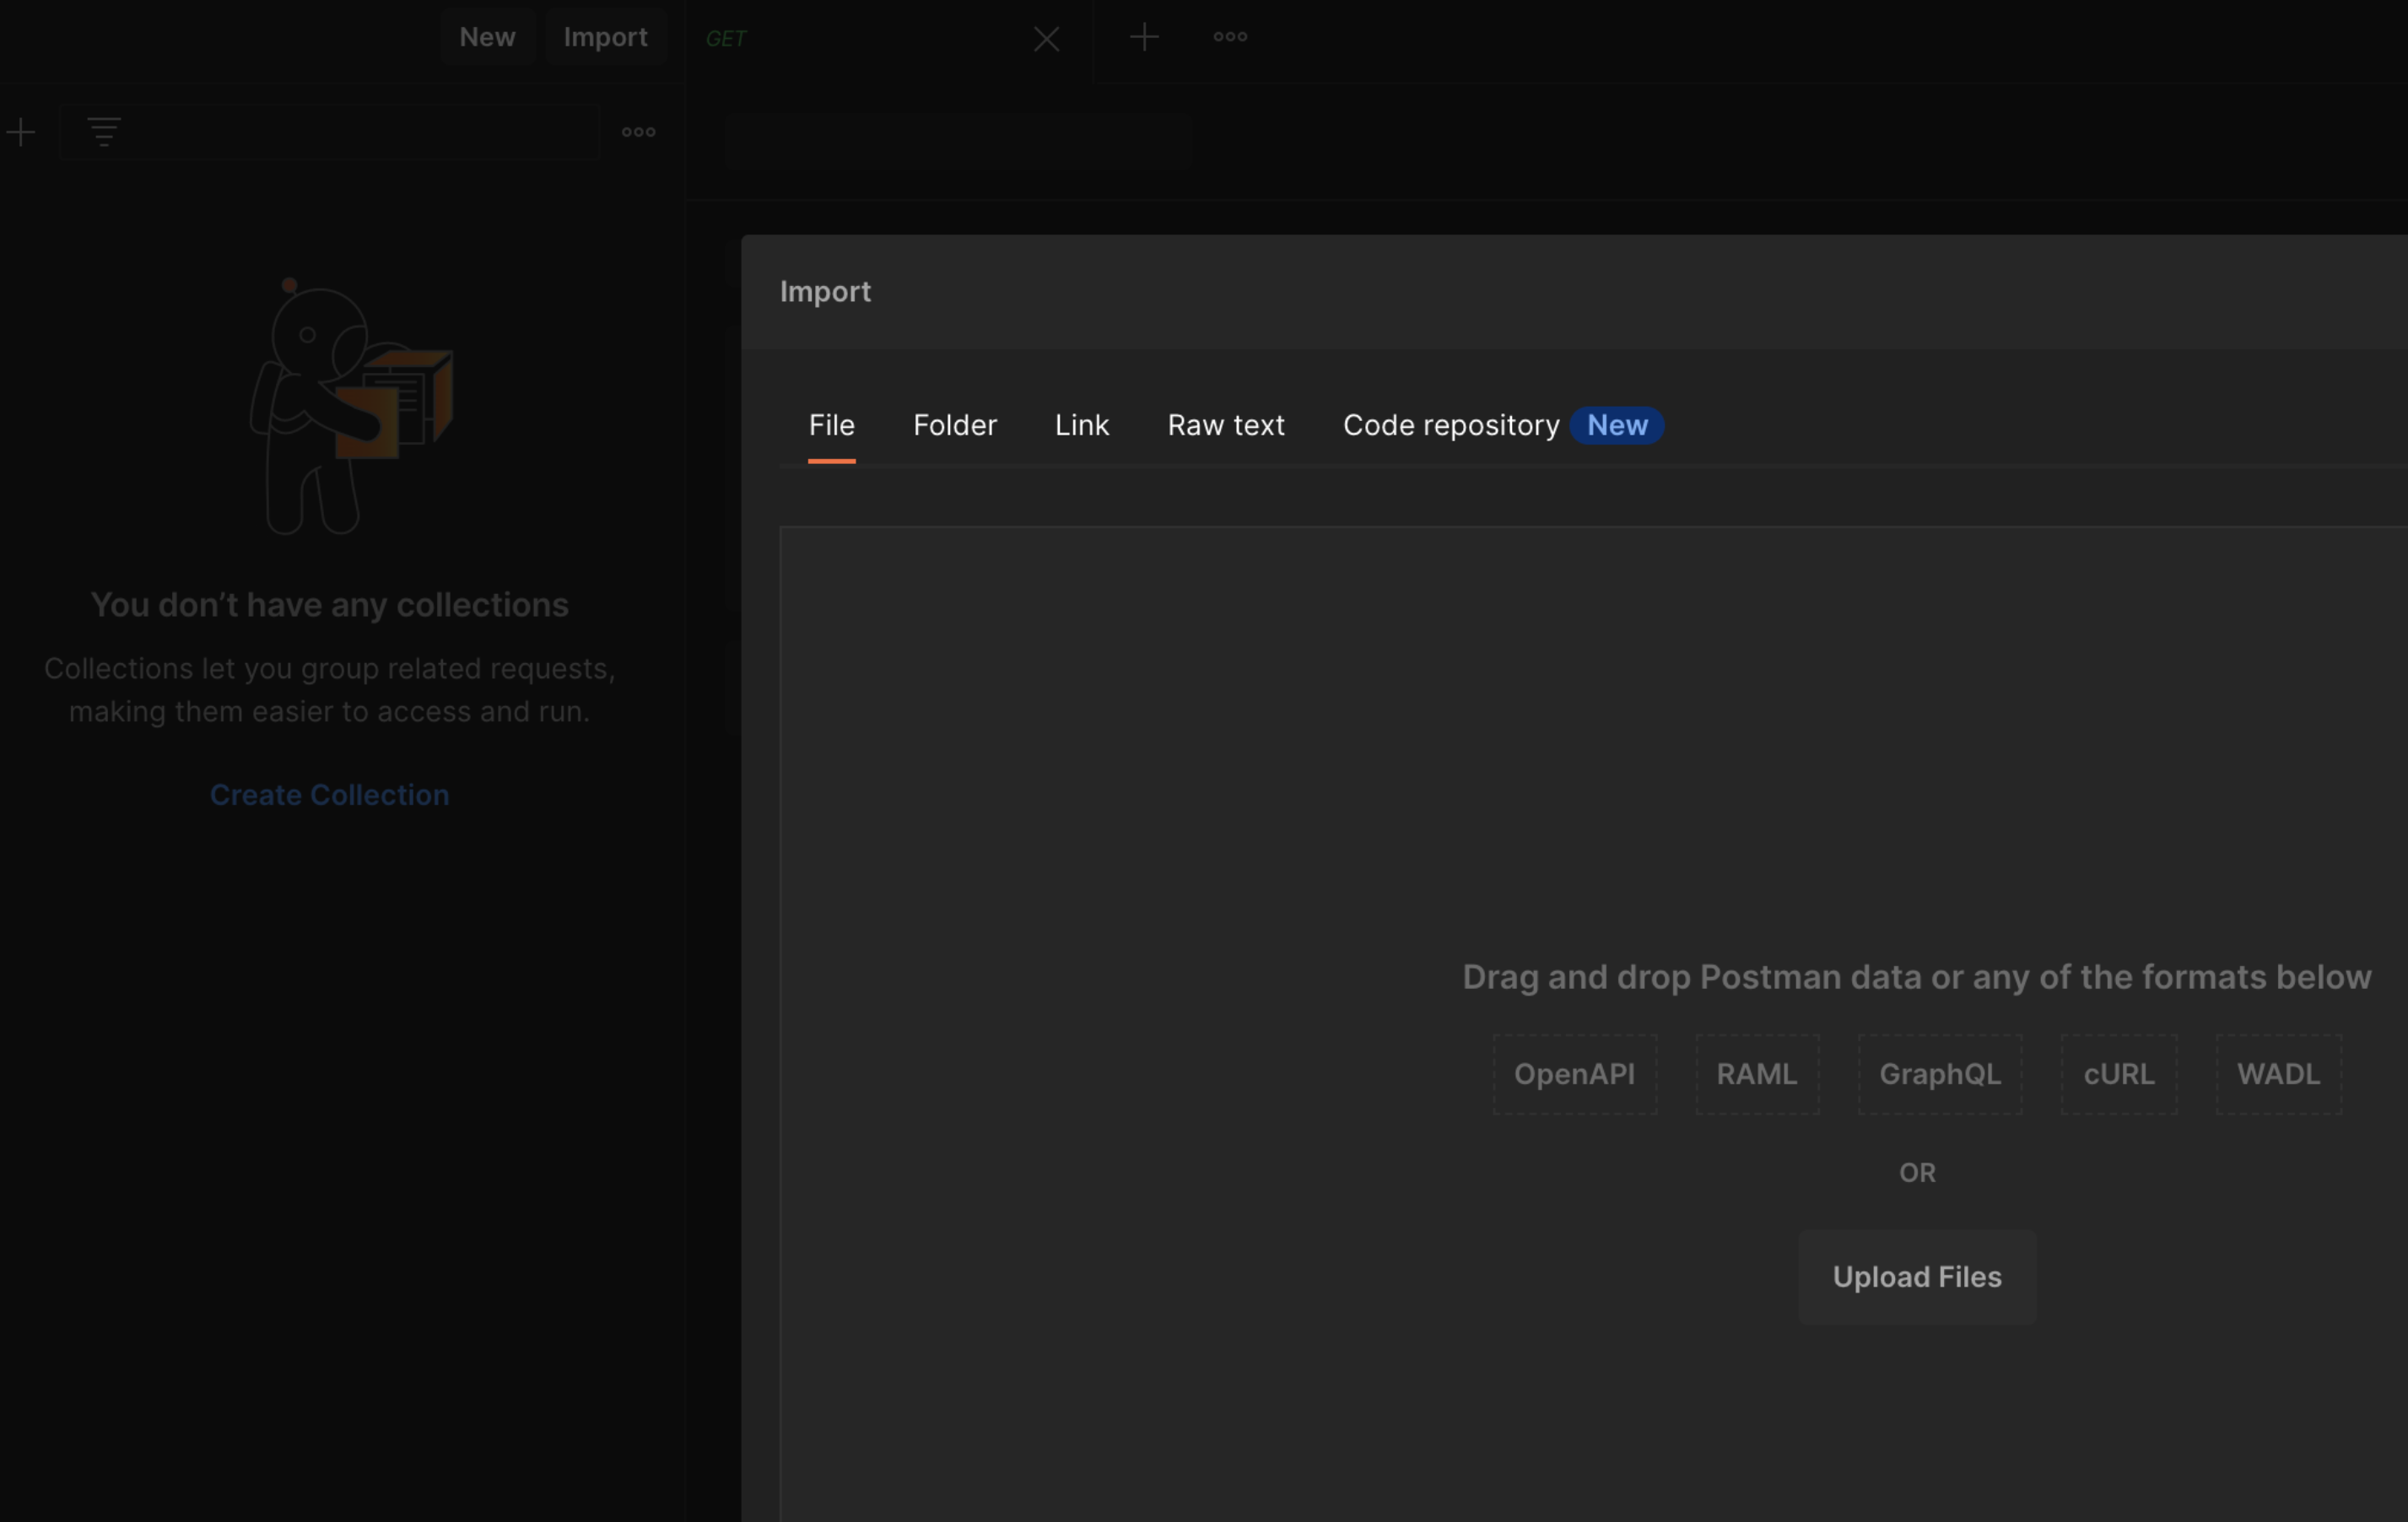 New Import
GET
You don’t have any collections
Collections let you group related requests,
making them easier to access and run.
Create Collection
Import
File Folder Link Raw text Code repository New
Drag and drop Postman data or any of the formats below
OpenAPI RAML GraphQL cURL WADL
OR
Upload Files